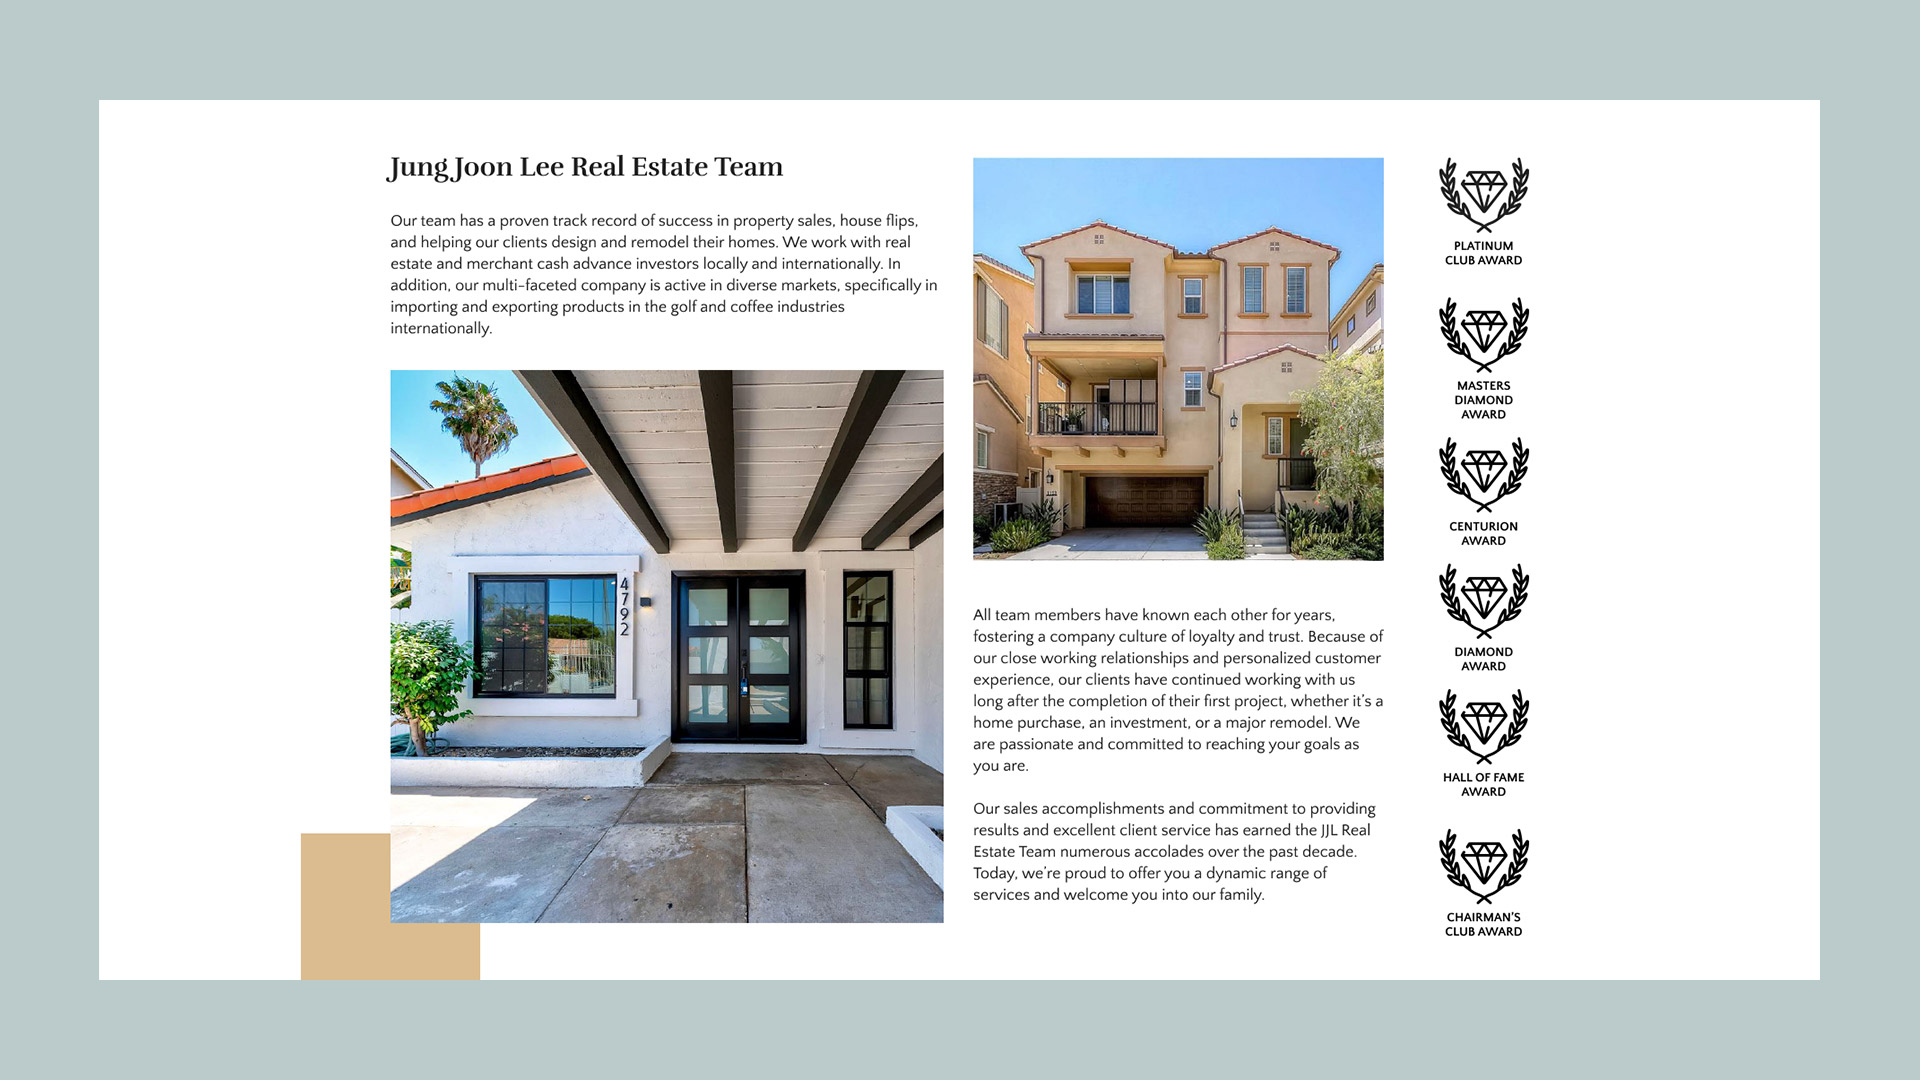 Jung Joon Lee Real Estate Team
Our team has a proven track record of success in property sales, house flips,
and helping our clients design and remodel their homes. We work with real
estate and merchant cash advance investors locally and internationally. In
addition, our multi-faceted company is active in diverse markets, specifically in
importing and exporting products in the golf and coffee industries
internationally.
4792
All team members have known each other for years,
fostering a company culture of loyalty and trust. Because of
our close working relationships and personalized customer
experience, our clients have continued working with us
long after the completion of their first project, whether it’s a
home purchase, an investment, or a major remodel. We
are passionate and committed to reaching your goals as
you are.
Our sales accomplishments and commitment to providing
results and excellent client service has earned the JJL Real
Estate Team numerous accolades over the past decade.
Today, we’re proud to offer you a dynamic range of
services and welcome you into our family.
PLATINUM
CLUB AWARD
MASTERS
DIAMOND
AWARD
CENTURION
AWARD
DIAMOND
AWARD
HALL OF FAME
AWARD
CHAIRMAN’S
CLUB AWARD